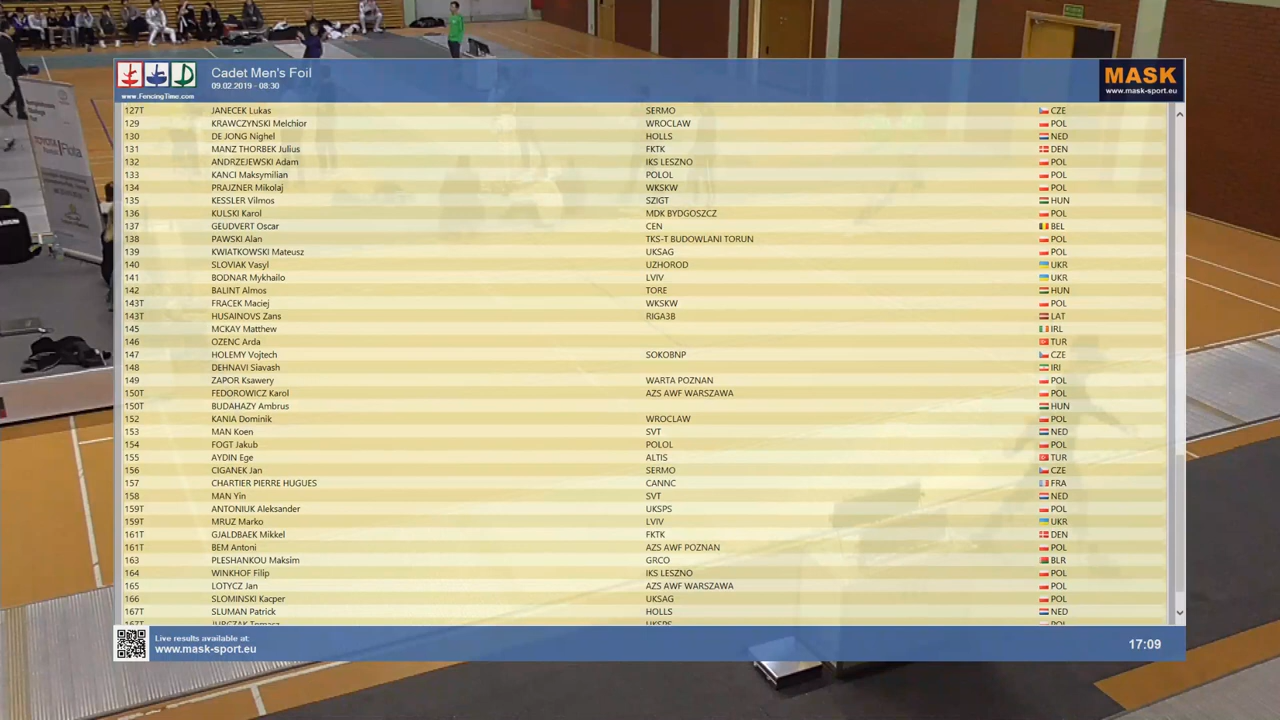 Cadet Men's Foil
09.02.2019 - 08:30
www.FencingTime.com
MASK
www.mask-sport.eu
127T JANECEK Lukas SERMO CZE
129 KRAWCZYNSKI Melchior WROCLAW POL
130 DE JONG Nighel HOLLS NED
131 MANZ THORBEK Julius FKTK DEN
132 ANDRZEJEWSKI Adam IKS LESZNO POL
133 KANCI Maksymilian POLOL POL
134 PRAJZNER Mikolaj WKSKW POL
135 KESSLER Vilmos SZIGT HUN
136 KULSKI Karol MDK BYDGOSZCZ POL
137 GEUDVERT Oscar CEN BEL
138 PAWSKI Alan TKS-T BUDOWLANI TORUN POL
139 KWIATKOWSKI Mateusz UKSAG POL
140 SLOVIAK Vasyl UZHOROD UKR
141 BODNAR Mykhailo LVIV UKR
142 BALINT Almos TORE HUN
143T FRACEK Maciej WKSKW POL
143T HUSAINOVS Zans RIGA3B LAT
145 MCKAY Matthew IRL
146 OZENC Arda TUR
147 HOLEMY Vojtech SOKOBNP CZE
148 DEHNAVI Siavash IRI
149 ZAPOR Ksawery WARTA POZNAN POL
150T FEDOROWICZ Karol AZS AWF WARSZAWA POL
150T BUDAHAZY Ambrus HUN
152 KANIA Dominik WROCLAW POL
153 MAN Koen SVT NED
154 FOGT Jakub POLOL POL
155 AYDIN Ege ALTIS TUR
156 CIGANEK Jan SERMO CZE
157 CHARTIER PIERRE HUGUES CANNC FRA
158 MAN Yin SVT NED
159T ANTONIUK Aleksander UKSPS POL
159T MRUZ Marko LVIV UKR
161T GJALDBAEK Mikkel FKTK DEN
161T BEM Antoni AZS AWF POZNAN POL
163 PLESHANKOU Maksim GRCO BLR
164 WINKHOF Filip IKS LESZNO POL
165 LOTYCZ Jan AZS AWF WARSZAWA POL
166 SLOMINSKI Kacper UKSAG POL
167T SLUMAN Patrick HOLLS NED
167T JURCZAK Tomasz UKSPS POL
Live results available at:
www.mask-sport.eu
17:09